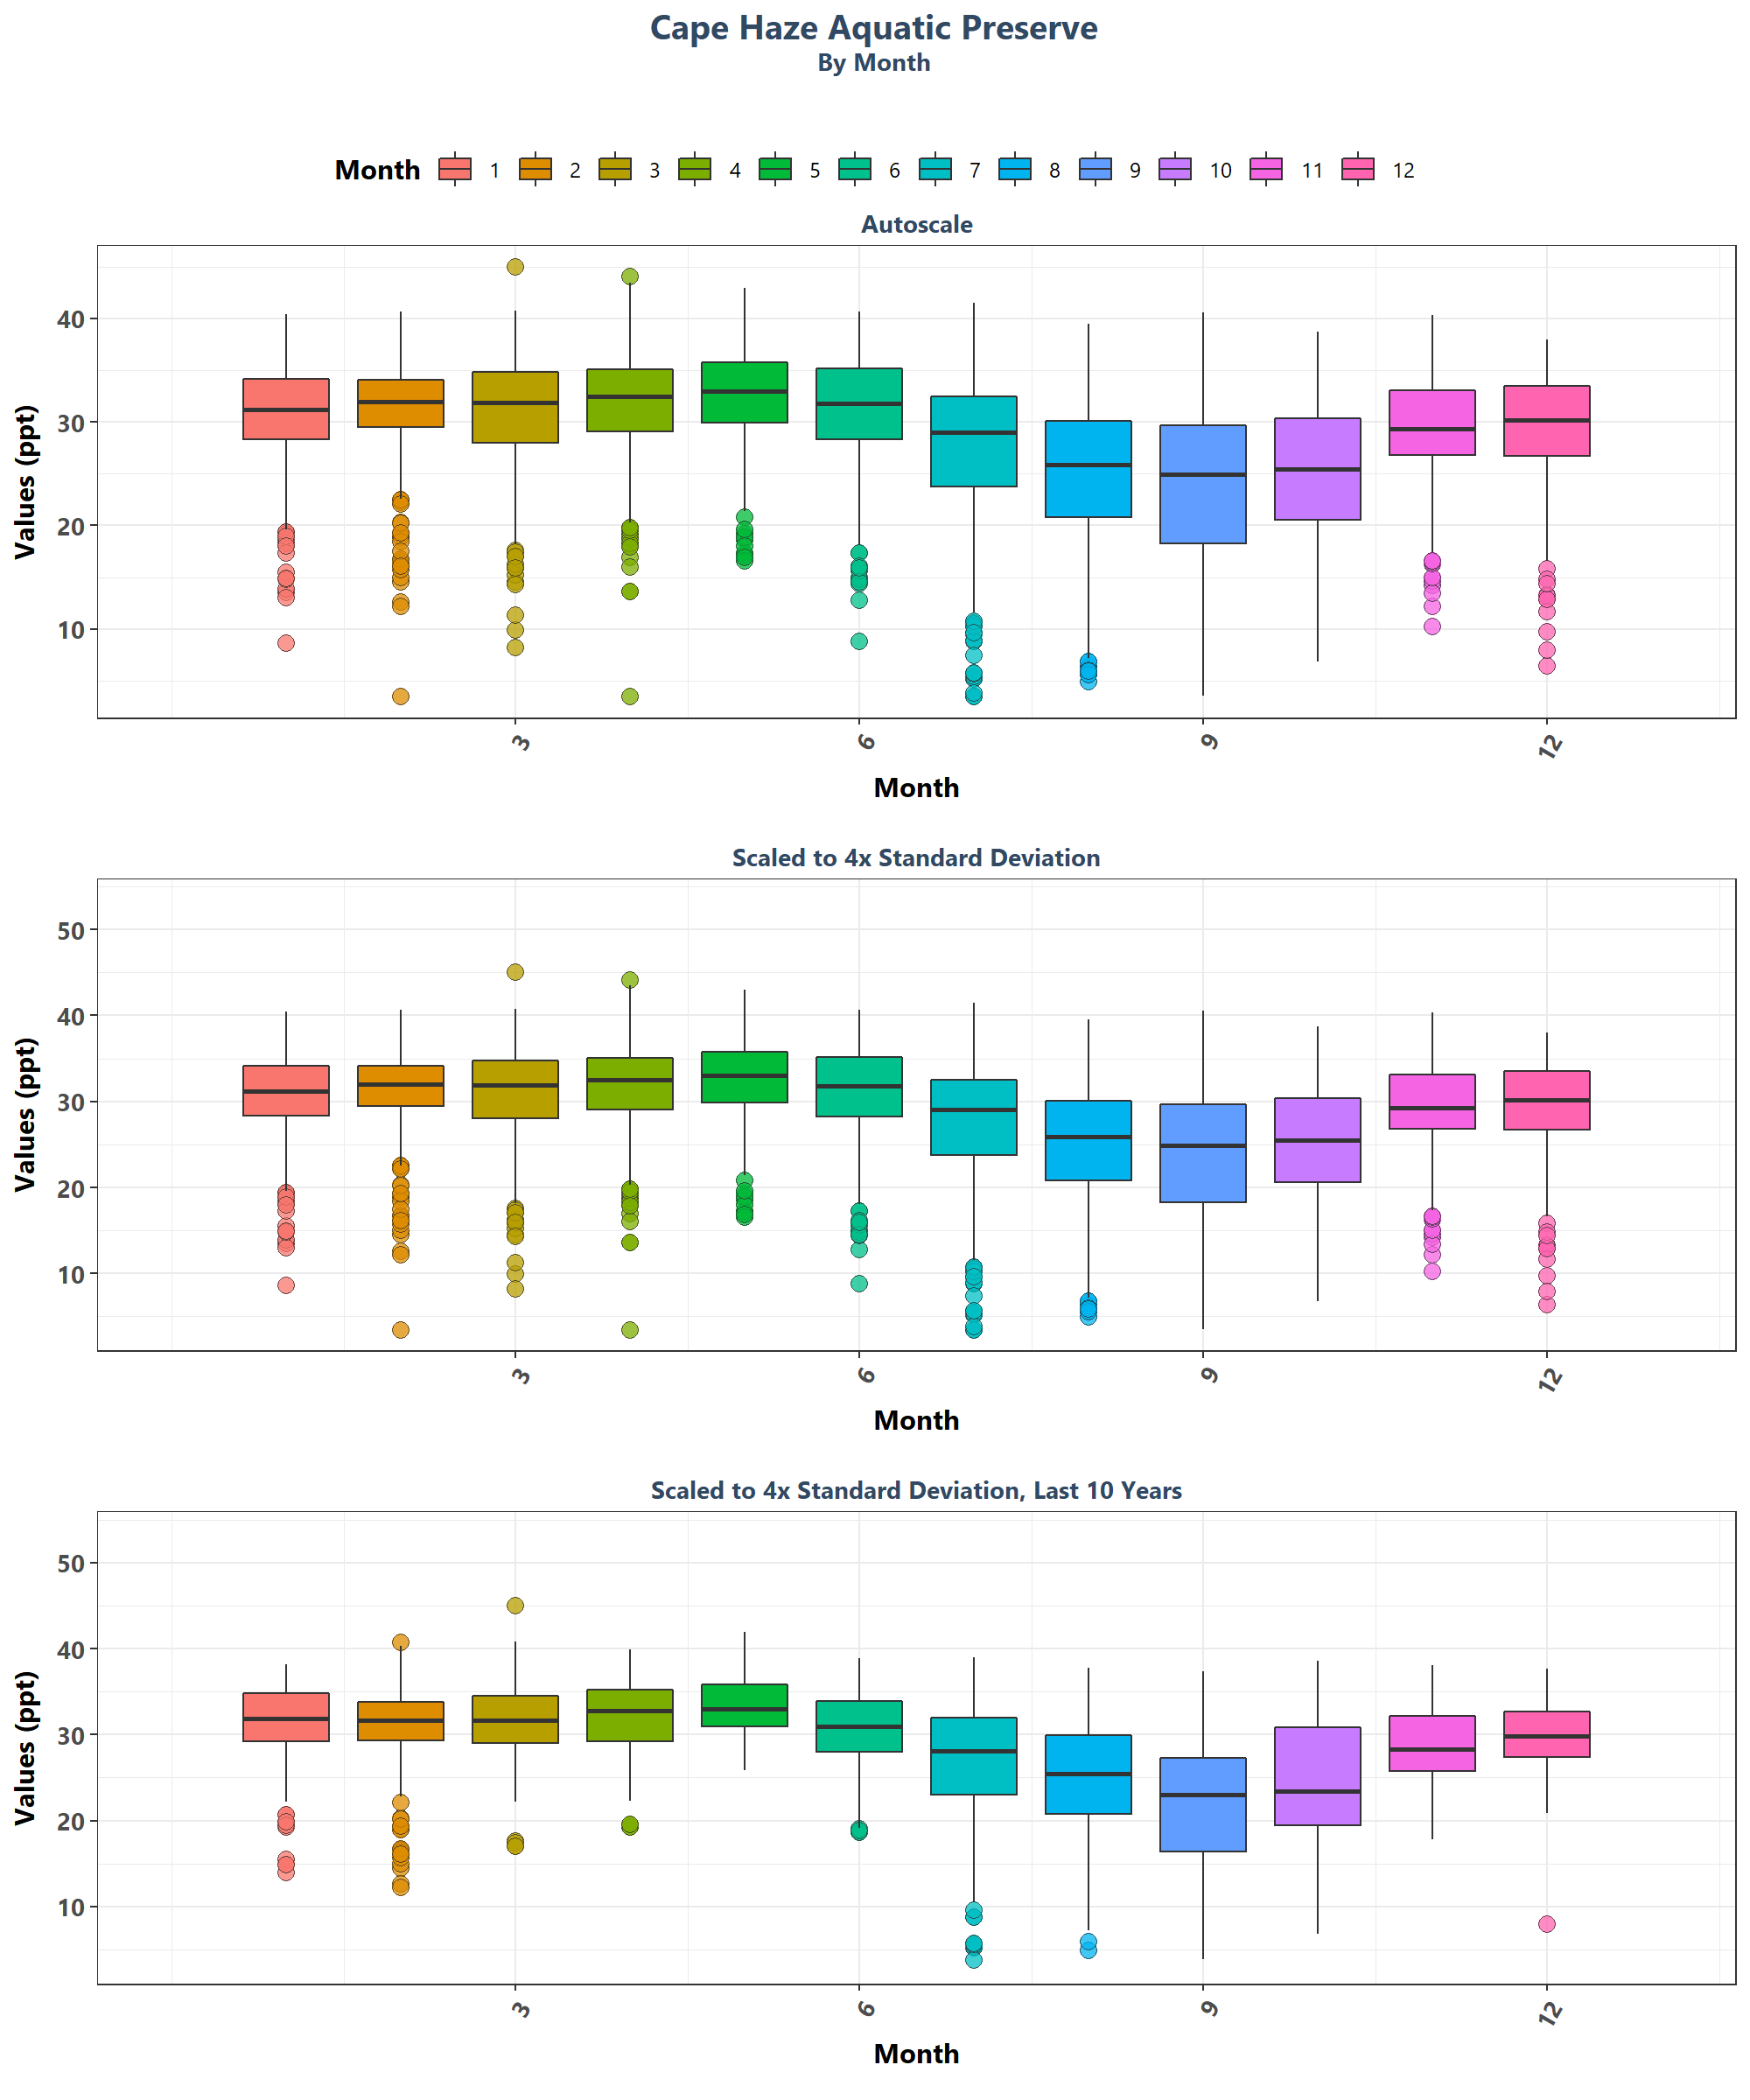 Cape Haze Aquatic Preserve
By Month
Month 1 2 3 4 5 6 7 8 9 10 11 12
Autoscale
Values (ppt)
40
30
20
10
3 6 9 12
Month
Scaled to 4x Standard Deviation
Values (ppt)
50
40
30
20
10
3 6 9 12
Month
Scaled to 4x Standard Deviation, Last 10 Years
Values (ppt)
50
40
30
20
10
3 6 9 12
Month